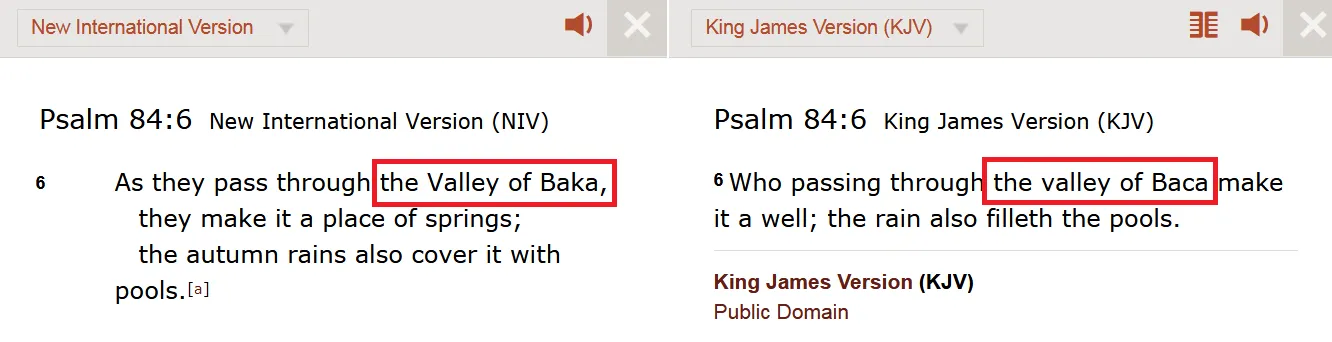 New International Version
Psalm 84:6 New International Version (NIV)
6 As they pass through the Valley of Baka,
they make it a place of springs;
the autumn rains also cover it with
pools.[a]
King James Version (KJV)
Psalm 84:6 King James Version (KJV)
6 Who passing through the valley of Baca make
it a well; the rain also filleth the pools.
King James Version (KJV)
Public Domain